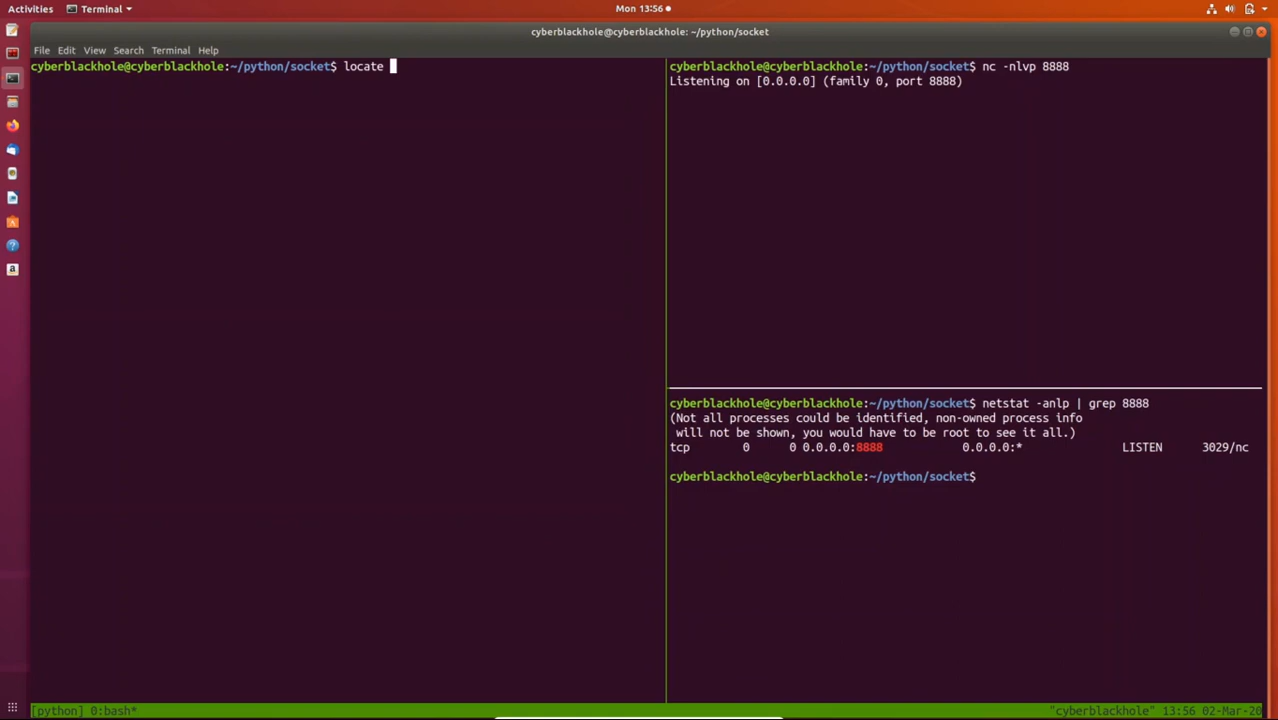 Activities Terminal Mon 13:56
cyberblackhole@cyberblackhole: ~/python/socket
File Edit View Search Terminal Help
cyberblackhole@cyberblackhole:~/python/socket$ locate
cyberblackhole@cyberblackhole:~/python/socket$ nc -nlvp 8888
Listening on [0.0.0.0] (family 0, port 8888)
cyberblackhole@cyberblackhole:~/python/socket$ netstat -anlp | grep 8888
(Not all processes could be identified, non-owned process info
 will not be shown, you would have to be root to see it all.)
tcp 0 0 0.0.0.0:8888 0.0.0.0:* LISTEN 3029/nc
cyberblackhole@cyberblackhole:~/python/socket$
[python] 0:bash* "cyberblackhole" 13:56 02-Mar-20